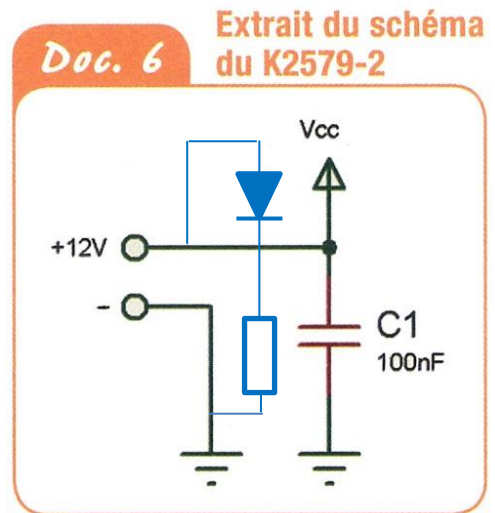 Doc. 6
Extrait du schéma
du K2579-2
Vcc
+12V
-
C1
100nF